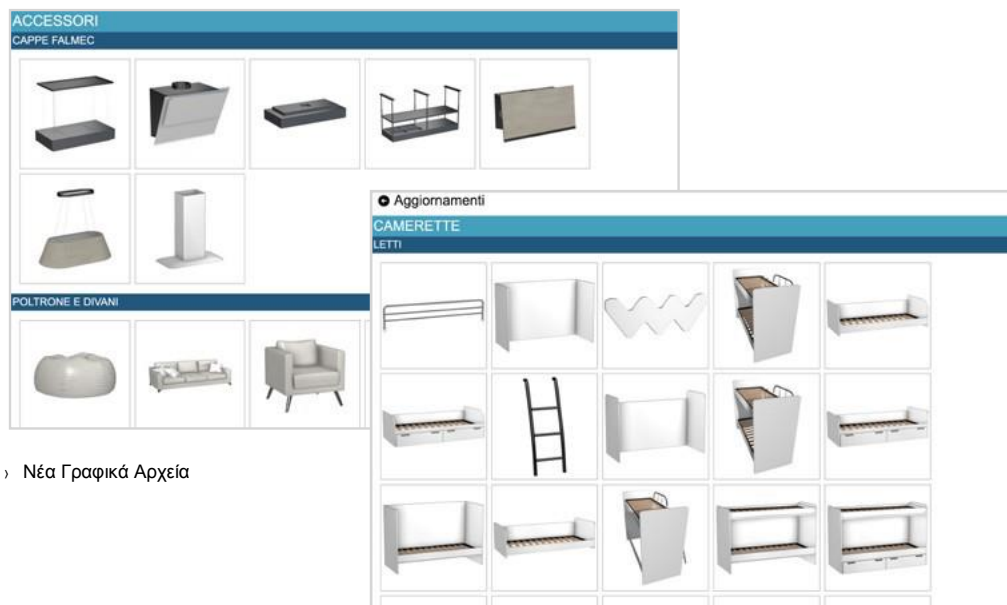 ACCESSORI
CAPPE FALMEC
Aggiornamenti
CAMERETTE
LETTI
POLTRONE E DIVANI
› Νέα Γραφικά Αρχεία